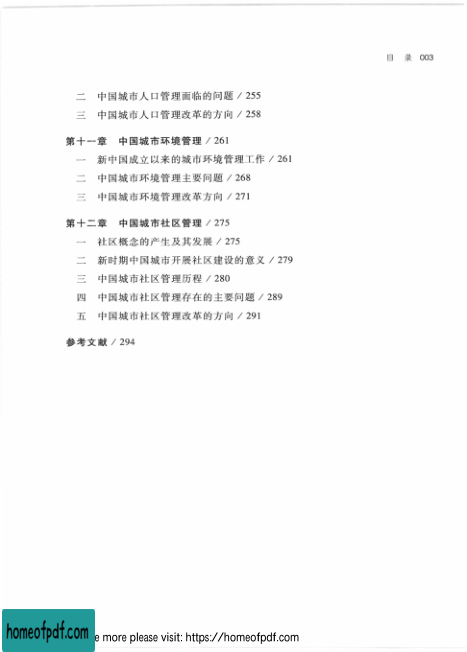 目 录 003
二 中国城市人口管理面临的问题 / 255
三 中国城市人口管理改革的方向 / 258
第十一章 中国城市环境管理 / 261
一 新中国成立以来的城市环境管理工作 / 261
二 中国城市环境管理主要问题 / 268
三 中国城市环境管理改革方向 / 271
第十二章 中国城市社区管理 / 275
一 社区概念的产生及其发展 / 275
二 新时期中国城市开展社区建设的意义 / 279
三 中国城市社区管理历程 / 280
四 中国城市社区管理存在的主要问题 / 289
五 中国城市社区管理改革的方向 / 291
参考文献 / 294
homeofpdf.com e more please visit: https://homeofpdf.com